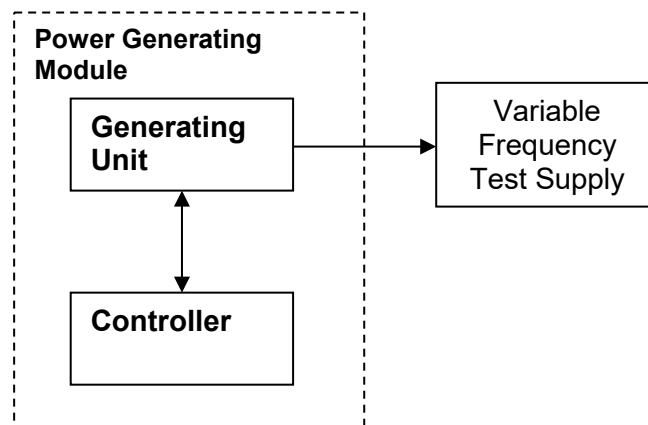 Power Generating
Module
Generating
Unit
Variable
Frequency
Test Supply
Controller